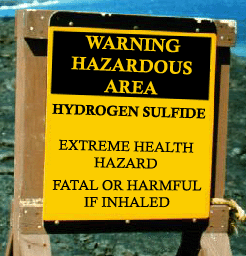 WARNING
HAZARDOUS
AREA
HYDROGEN SULFIDE
EXTREME HEALTH
HAZARD
FATAL OR HARMFUL
IF INHALED